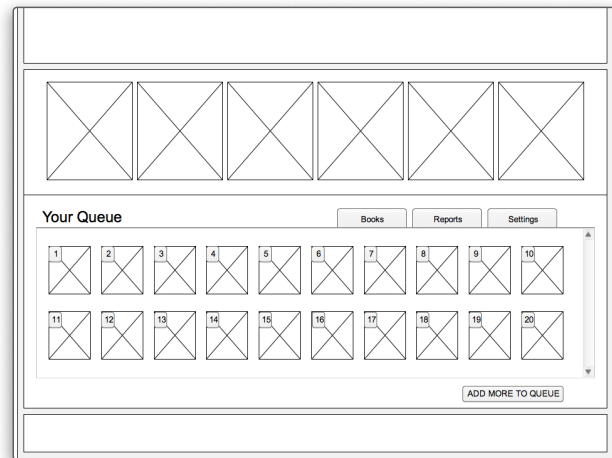 Your Queue Books Reports Settings
1 2 3 4 5 6 7 8 9 10
11 12 13 14 15 16 17 18 19 20
ADD MORE TO QUEUE